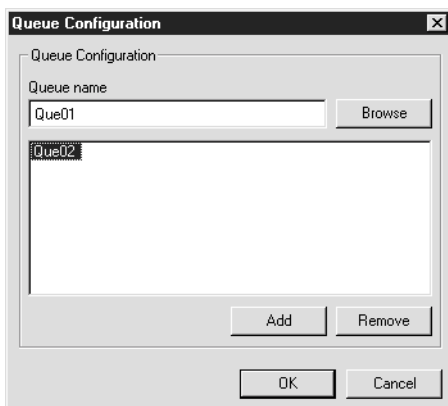 Queue Configuration
Queue Configuration
Queue name
Que01
Browse
Que02
Add
Remove
OK
Cancel